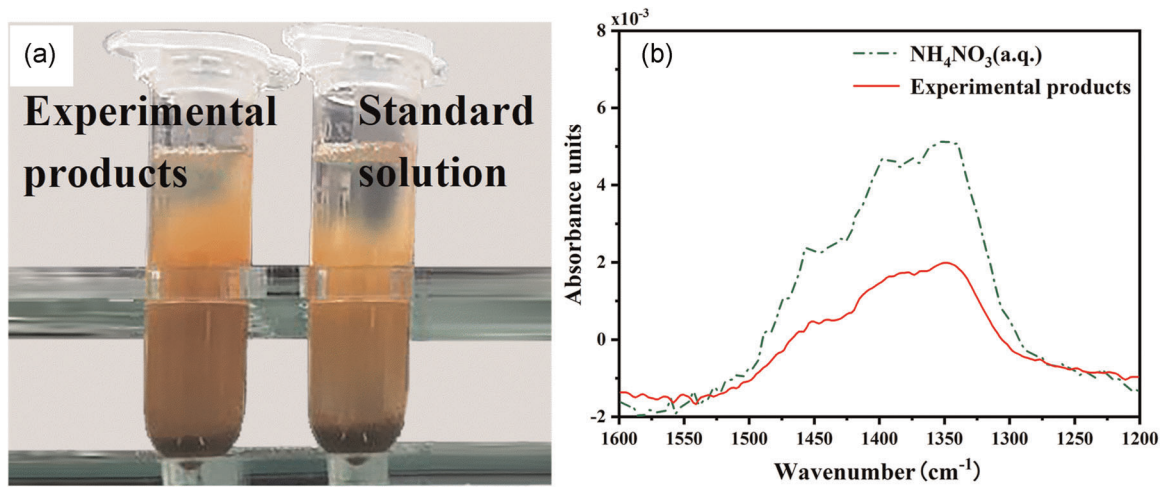 (a)
Experimental
products
Standard
solution
x10⁻³
8
6
4
2
0
-2
Absorbance units
(b)
NH₄NO₃(a.q.)
Experimental products
1600 1550 1500 1450 1400 1350 1300 1250 1200
Wavenumber(cm⁻¹)